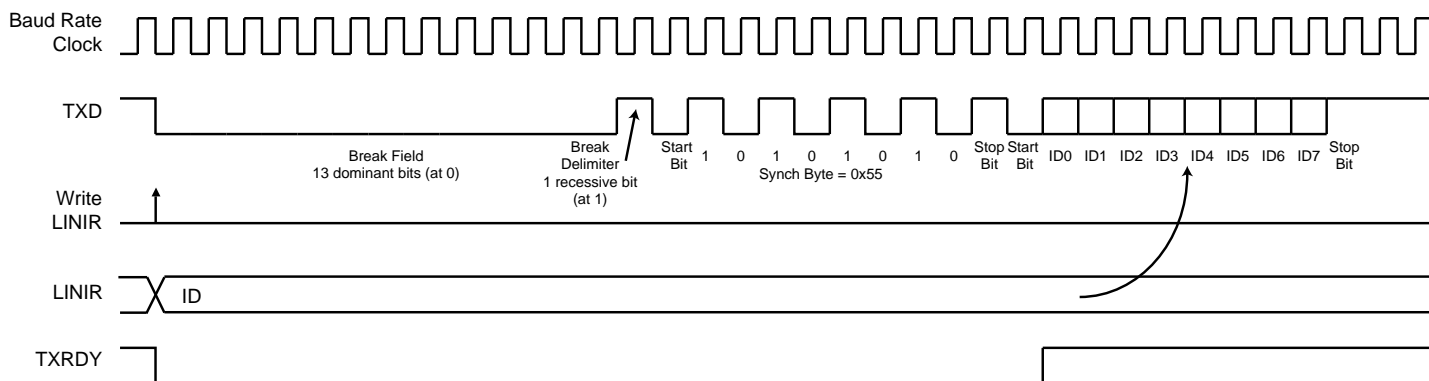 Baud Rate
Clock
TXD
Break Field
13 dominant bits (at 0)
Break
Delimiter
1 recessive bit
(at 1)
Start
Bit
1 0 1 0 1 0 1 0
Synch Byte = 0x55
Stop
Bit
Start
Bit
ID0 ID1 ID2 ID3 ID4 ID5 ID6 ID7
Stop
Bit
Write
LINIR
LINIR
ID
TXRDY